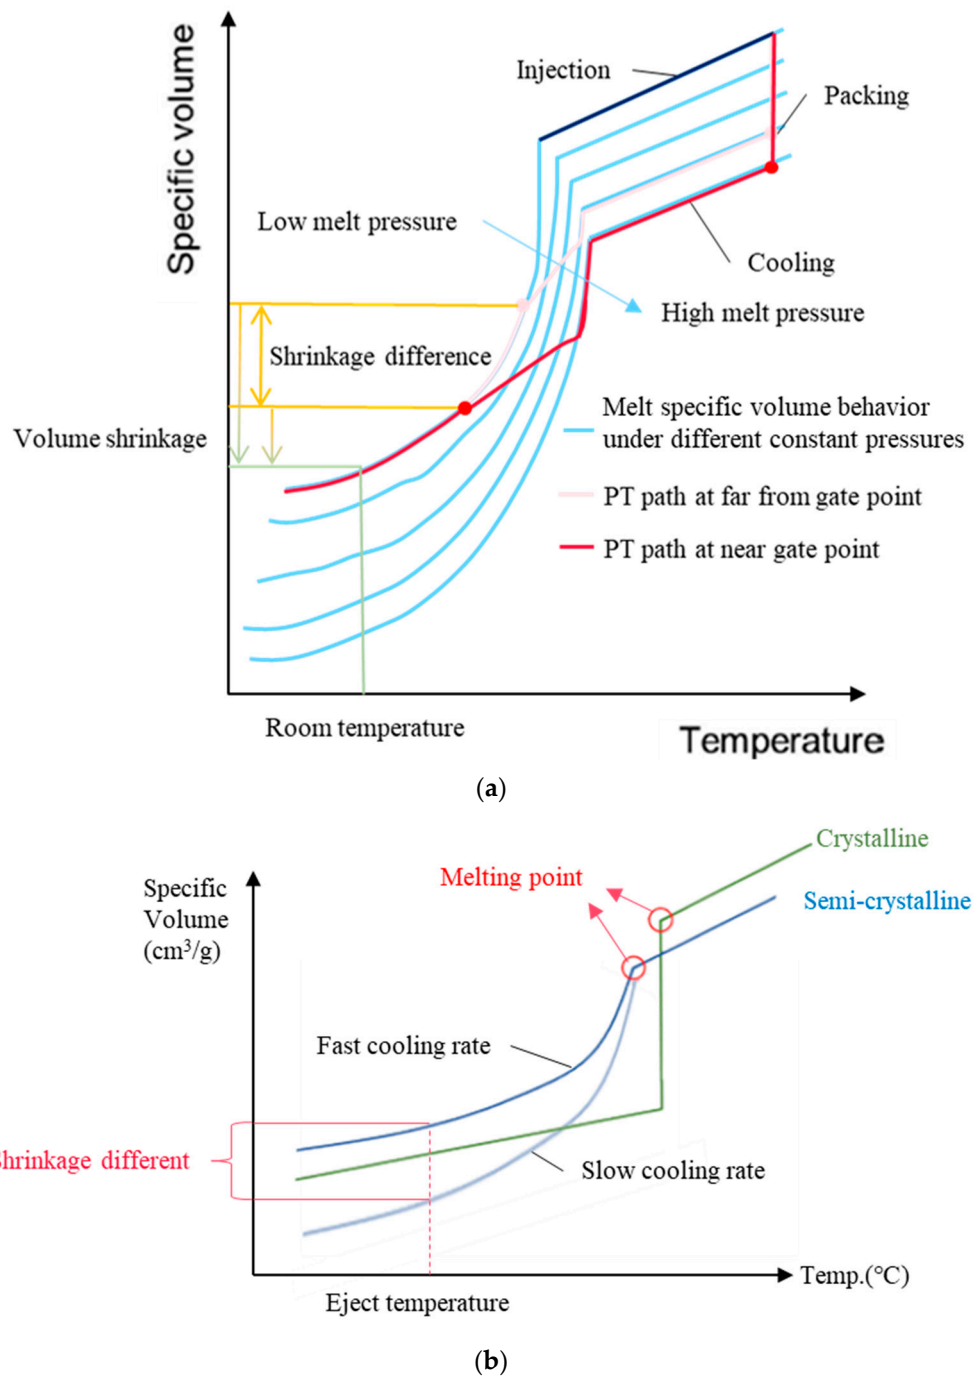 Specific volume
Injection
Packing
Low melt pressure
Cooling
High melt pressure
Shrinkage difference
Melt specific volume behavior
under different constant pressures
Volume shrinkage
PT path at far from gate point
PT path at near gate point
Room temperature
Temperature
(a)
Crystalline
Melting point
Specific
Volume
(cm³/g)
Semi-crystalline
Fast cooling rate
Shrinkage different
Slow cooling rate
Temp.(°C)
Eject temperature
(b)